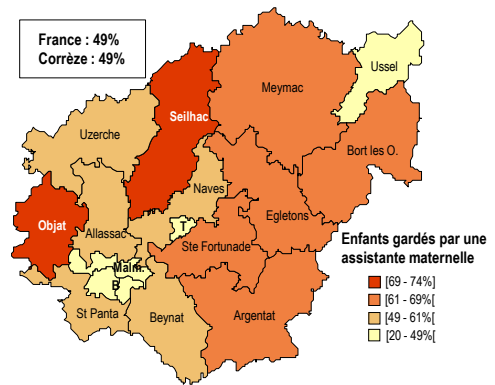 France : 49%
Corrèze : 49%
Ussel
Meymac
Seilhac
Uzerche
Bort les O.
Naves
Egletons
Objat
Allassac
T
Ste Fortunade
Malm.
B
St Panta
Beynat
Argentat
Enfants gardés par une
assistante maternelle
[69 - 74%]
[61 - 69%[
[49 - 61%[
[20 - 49%[